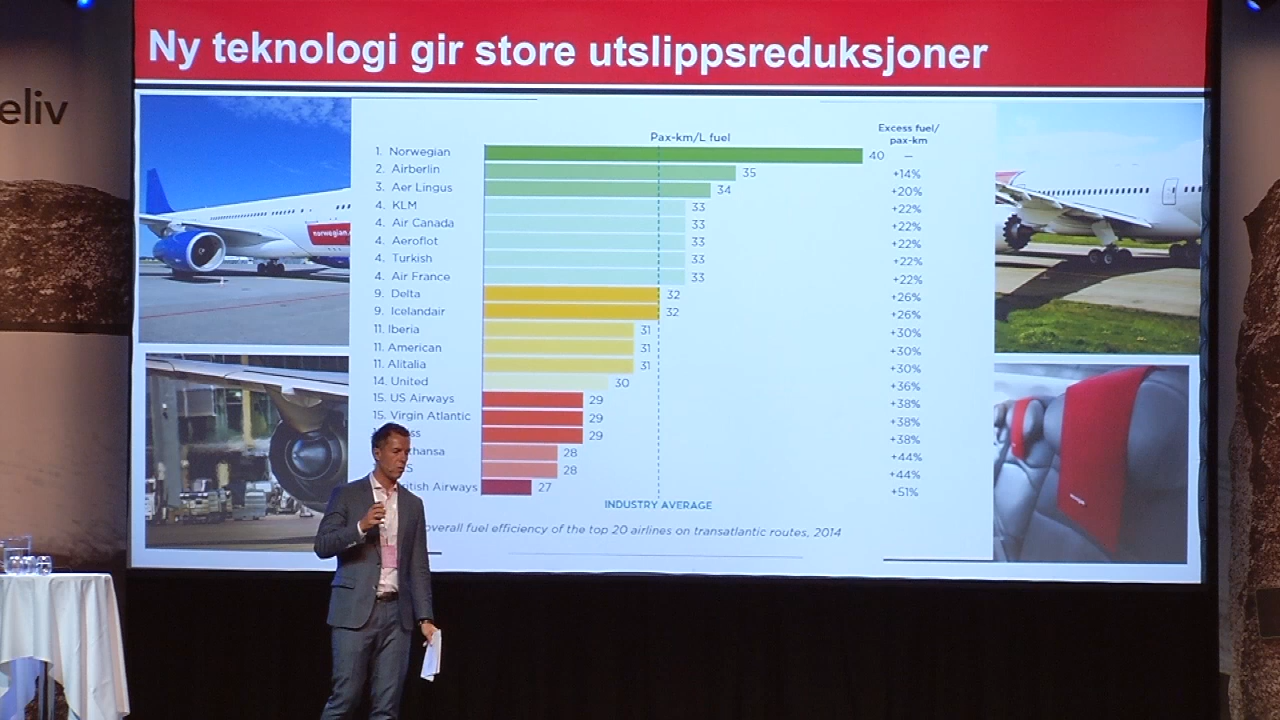 eliv
Ny teknologi gir store utslippsreduksjoner
Pax-km/L fuel
Excess fuel/
pax-km
1. Norwegian 40 —
2. Airberlin 35 +14%
3. Aer Lingus 34 +20%
4. KLM 33 +22%
4. Air Canada 33 +22%
4. Aeroflot 33 +22%
4. Turkish 33 +22%
4. Air France 33 +22%
9. Delta 32 +26%
9. Icelandair 32 +26%
11. Iberia 31 +30%
11. American 31 +30%
11. Alitalia 31 +30%
14. United 30 +36%
15. US Airways 29 +38%
15. Virgin Atlantic 29 +38%
ss 29 +38%
thansa 28 +44%
S 28 +44%
ritish Airways 27 +51%
INDUSTRY AVERAGE
overall fuel efficiency of the top 20 airlines on transatlantic routes, 2014
norwegian